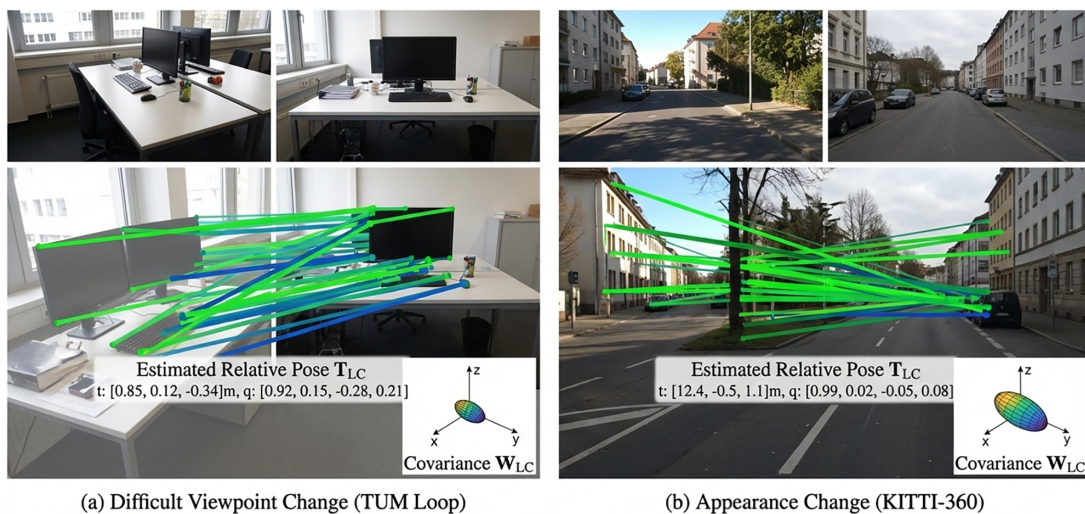 Estimated Relative Pose T_LC
t: [0.85, 0.12, -0.34]m, q: [0.92, 0.15, -0.28, 0.21]
z
x
y
Covariance W_LC
(a) Difficult Viewpoint Change (TUM Loop)
Estimated Relative Pose T_LC
t: [12.4, -0.5, 1.1]m, q: [0.99, 0.02, -0.05, 0.08]
z
x
y
Covariance W_LC
(b) Appearance Change (KITTI-360)